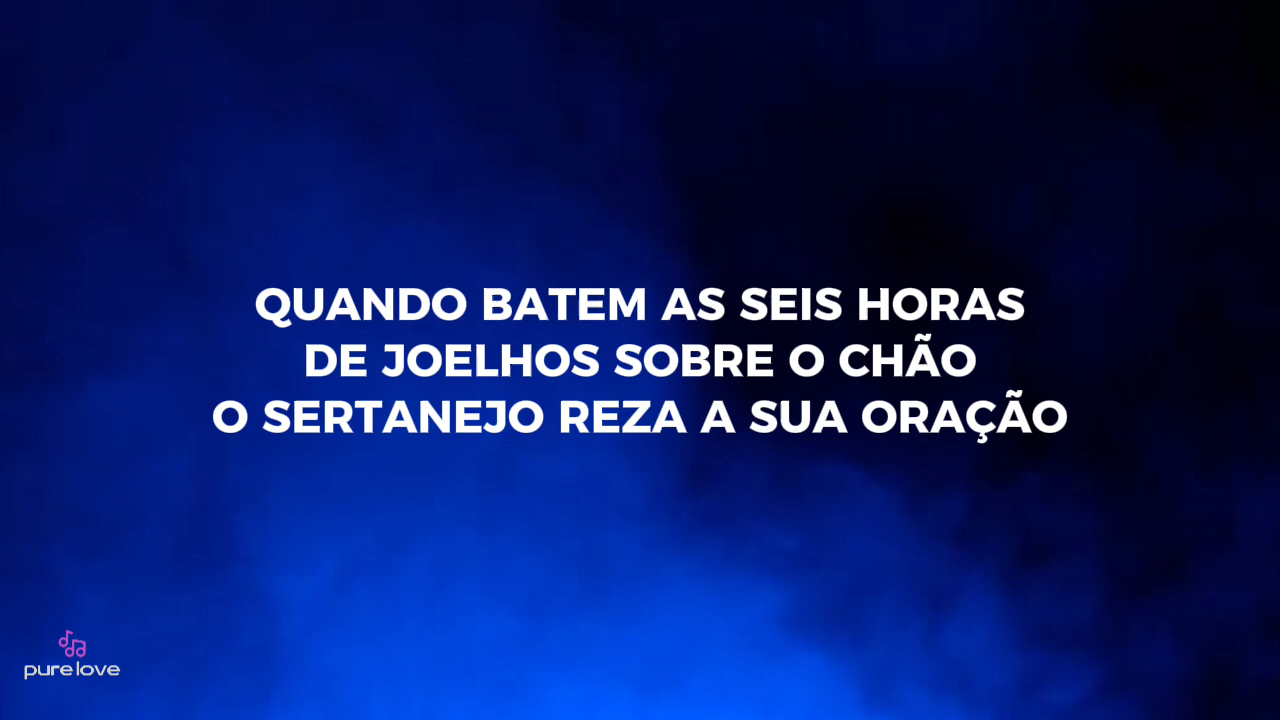 QUANDO BATEM AS SEIS HORAS
DE JOELHOS SOBRE O CHÃO
O SERTANEJO REZA A SUA ORAÇÃO
pure love